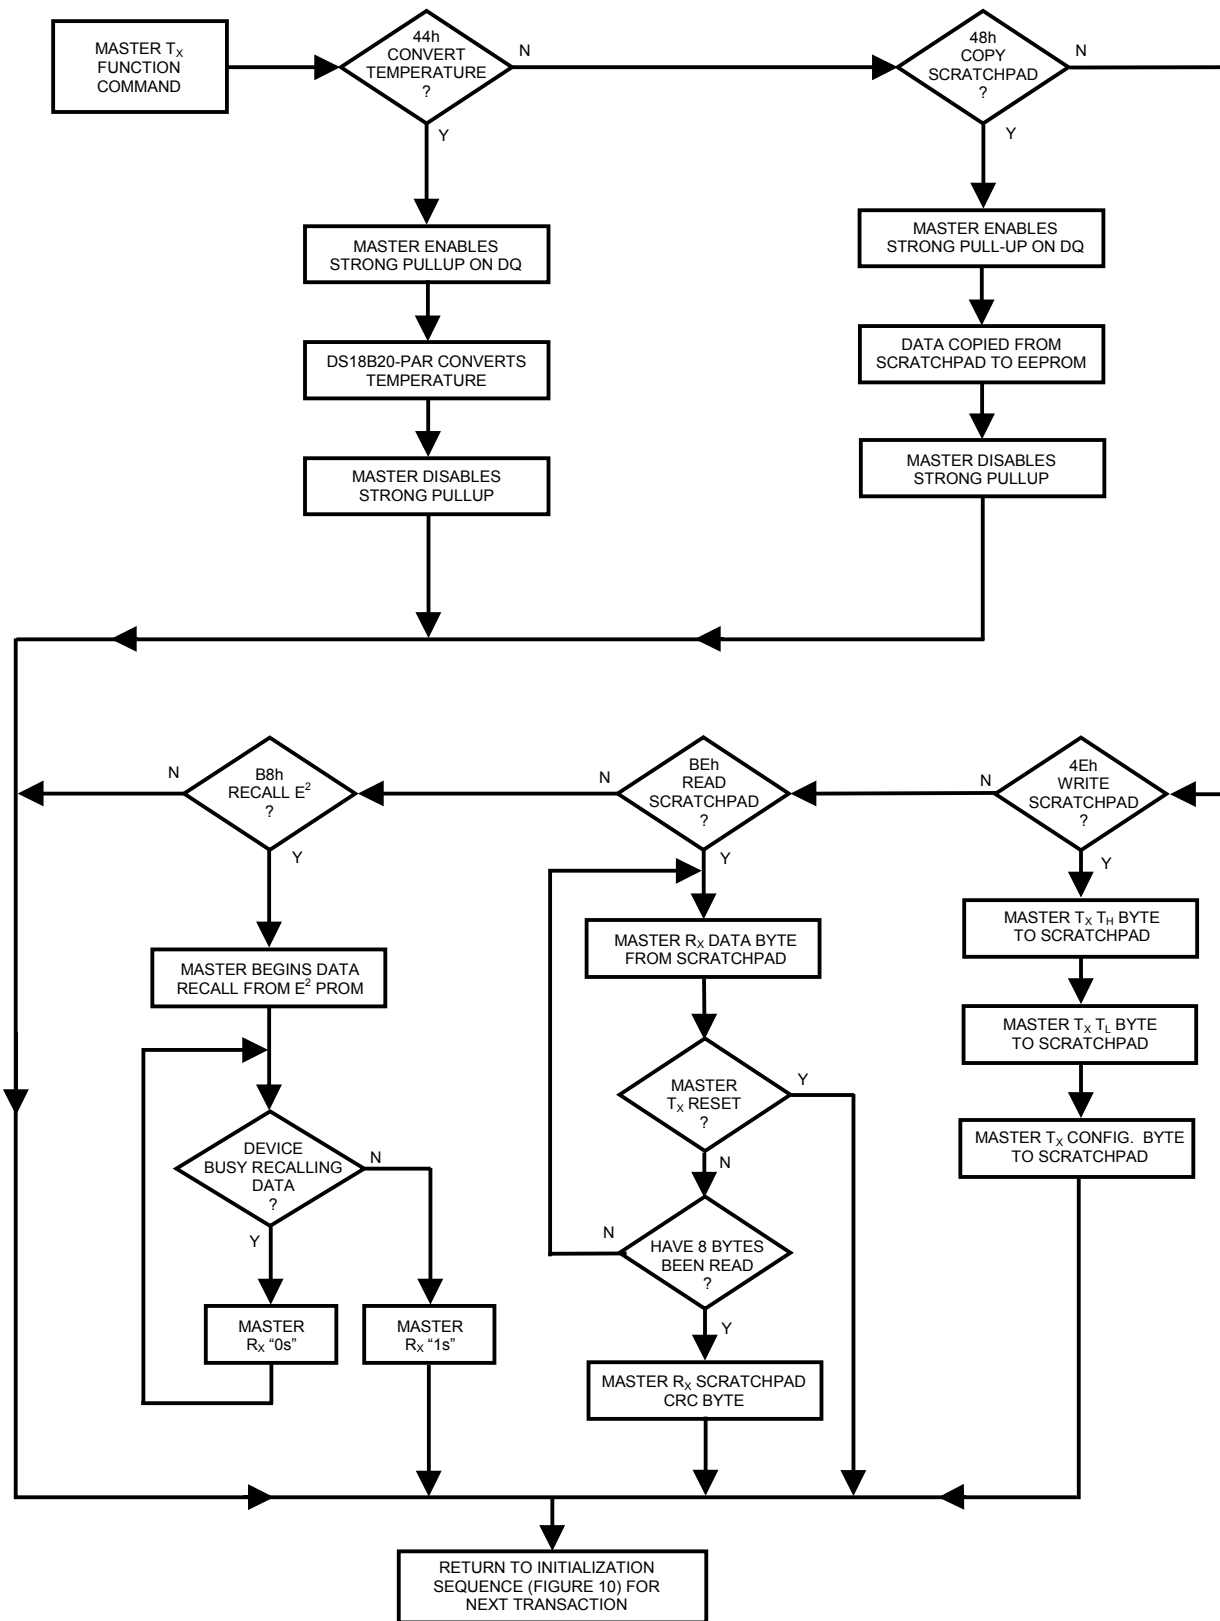 MASTER TX
FUNCTION
COMMAND
44h
CONVERT
TEMPERATURE
?
N
Y
48h
COPY
SCRATCHPAD
?
N
Y
MASTER ENABLES
STRONG PULLUP ON DQ
DS18B20-PAR CONVERTS
TEMPERATURE
MASTER DISABLES
STRONG PULLUP
MASTER ENABLES
STRONG PULL-UP ON DQ
DATA COPIED FROM
SCRATCHPAD TO EEPROM
MASTER DISABLES
STRONG PULLUP
B8h
RECALL E²
?
N
Y
BEh
READ
SCRATCHPAD
?
N
Y
4Eh
WRITE
SCRATCHPAD
?
N
Y
MASTER BEGINS DATA
RECALL FROM E² PROM
DEVICE
BUSY RECALLING
DATA
?
N
Y
MASTER
RX “0s”
MASTER
RX “1s”
MASTER RX DATA BYTE
FROM SCRATCHPAD
MASTER
TX RESET
?
Y
N
HAVE 8 BYTES
BEEN READ
?
N
Y
MASTER RX SCRATCHPAD
CRC BYTE
MASTER TX TH BYTE
TO SCRATCHPAD
MASTER TX TL BYTE
TO SCRATCHPAD
MASTER TX CONFIG. BYTE
TO SCRATCHPAD
RETURN TO INITIALIZATION
SEQUENCE (FIGURE 10) FOR
NEXT TRANSACTION